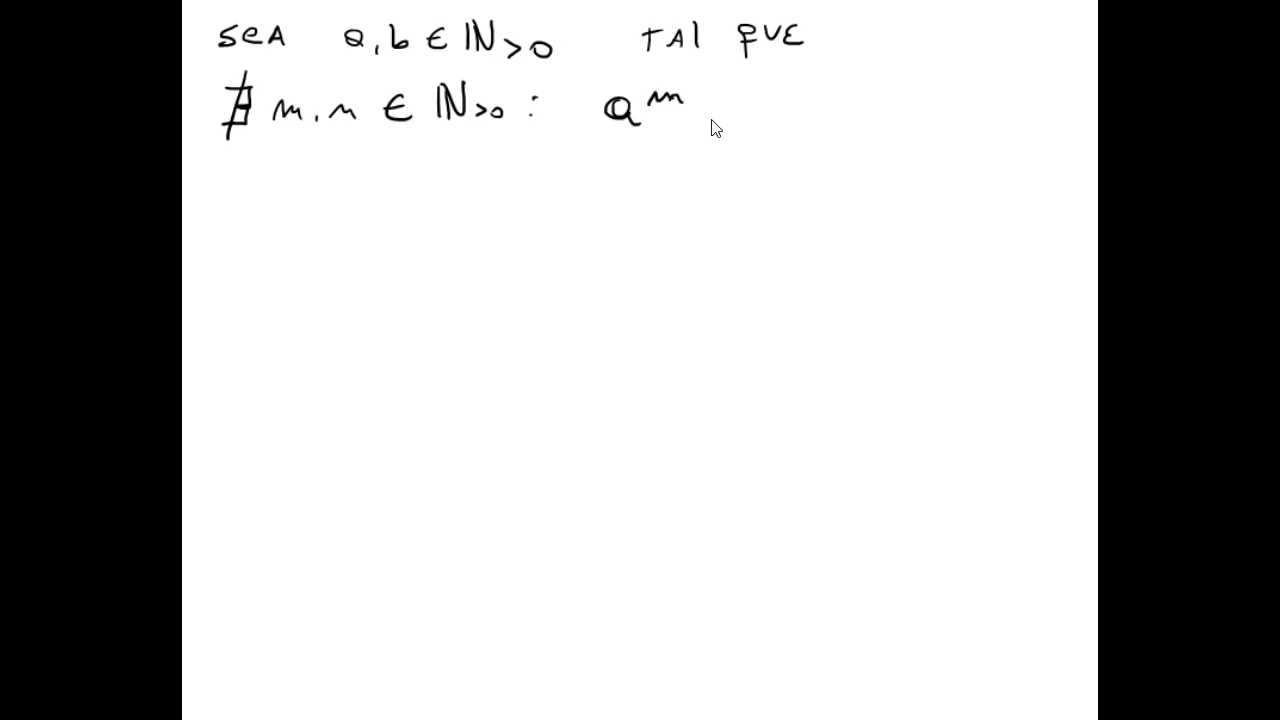 SEA a, b ∈ ℕ>0 TAL QUE
∄ m, n ∈ ℕ>0 : a^m